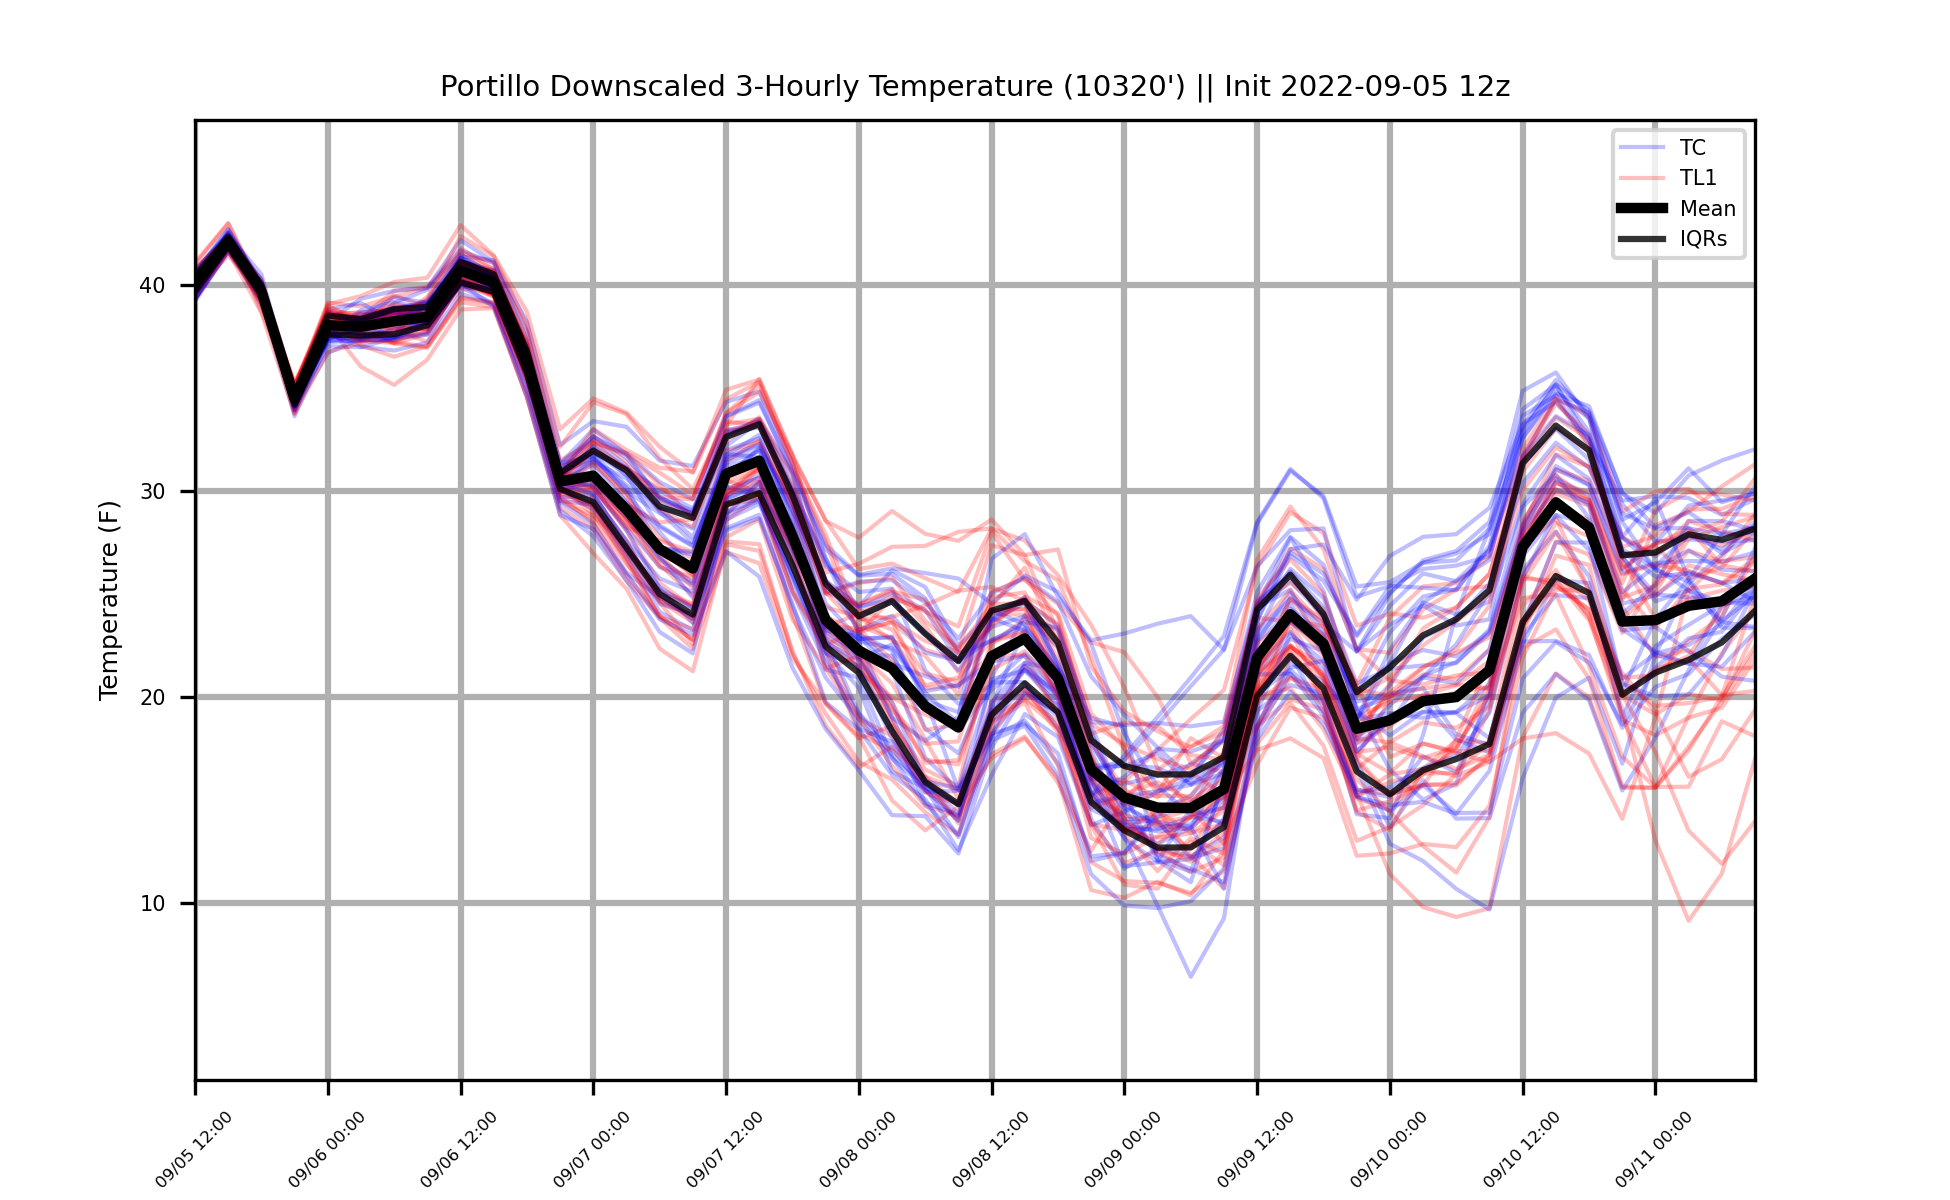 Portillo Downscaled 3-Hourly Temperature (10320') || Init 2022-09-05 12z
TC
TL1
Mean
IQRs
Temperature (F)
40
30
20
10
09/05 12:00
09/06 00:00
09/06 12:00
09/07 00:00
09/07 12:00
09/08 00:00
09/08 12:00
09/09 00:00
09/09 12:00
09/10 00:00
09/10 12:00
09/11 00:00